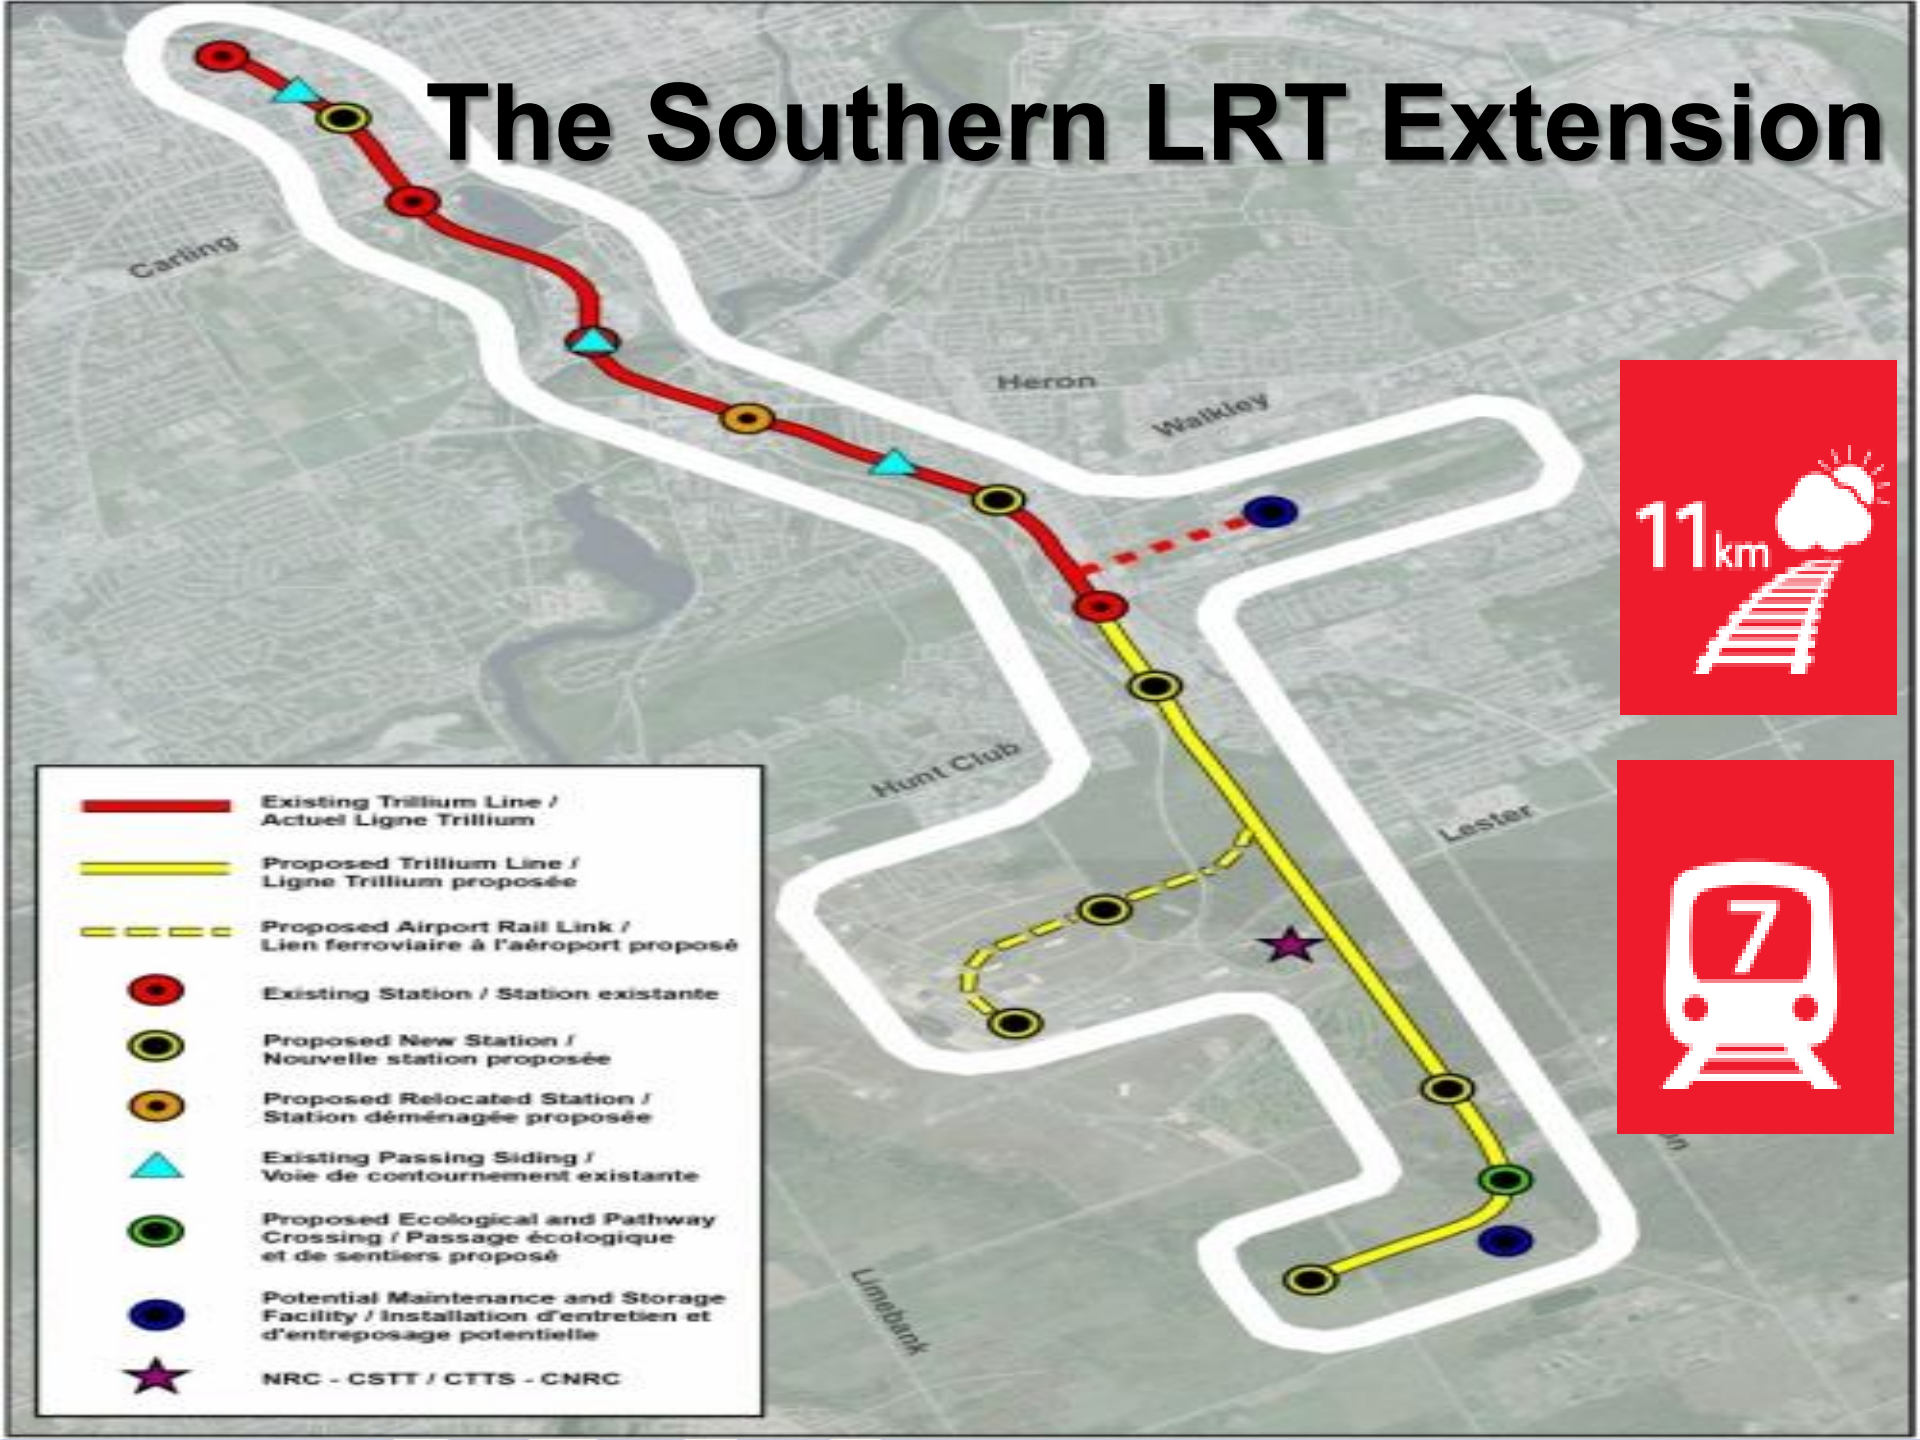 The Southern LRT Extension
Carling
Heron
Walkley
11km
Hunt Club
Lester
7
Limebank
Existing Trillium Line /
Actuel Ligne Trillium
Proposed Trillium Line /
Ligne Trillium proposée
Proposed Airport Rail Link /
Lien ferroviaire à l'aéroport proposé
Existing Station / Station existante
Proposed New Station /
Nouvelle station proposée
Proposed Relocated Station /
Station déménagée proposée
Existing Passing Siding /
Voie de contournement existante
Proposed Ecological and Pathway
Crossing / Passage écologique
et de sentiers proposé
Potential Maintenance and Storage
Facility / Installation d'entretien et
d'entreposage potentielle
NRC - CSTT / CTTS - CNRC